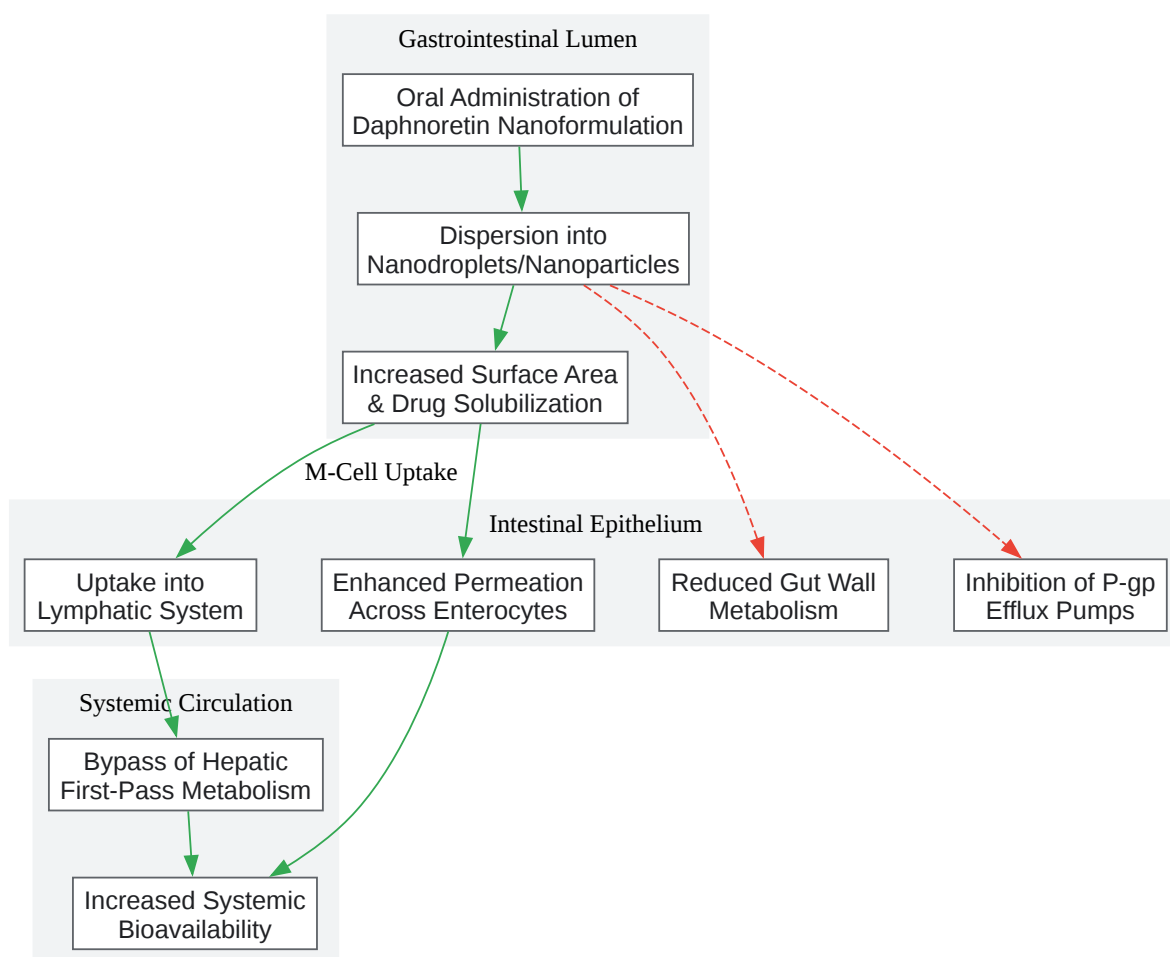 Gastrointestinal Lumen
Oral Administration of
Daphnoretin Nanoformulation
Dispersion into
Nanodroplets/Nanoparticles
Increased Surface Area
& Drug Solubilization
M-Cell Uptake
Intestinal Epithelium
Uptake into
Lymphatic System
Enhanced Permeation
Across Enterocytes
Reduced Gut Wall
Metabolism
Inhibition of P-gp
Efflux Pumps
Systemic Circulation
Bypass of Hepatic
First-Pass Metabolism
Increased Systemic
Bioavailability